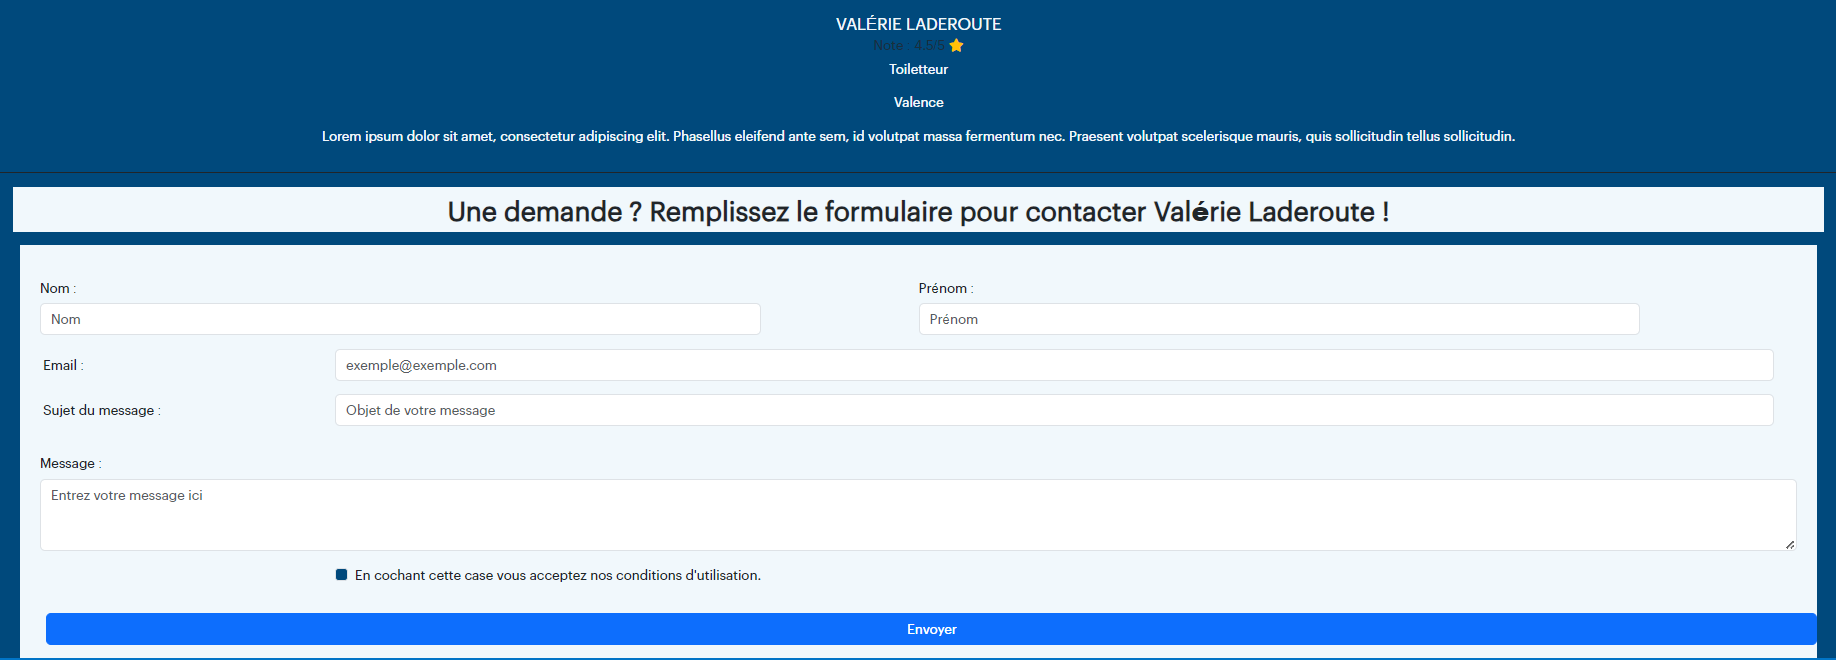 VALÉRIE LADEROUTE
Note : 4.5/5
Toiletteur
Valence
Lorem ipsum dolor sit amet, consectetur adipiscing elit. Phasellus eleifend ante sem, id volutpat massa fermentum nec. Praesent volutpat scelerisque mauris, quis sollicitudin tellus sollicitudin.
Une demande ? Remplissez le formulaire pour contacter Valérie Laderoute !
Nom : Prénom :
Nom Prénom
Email : exemple@exemple.com
Sujet du message : Objet de votre message
Message :
Entrez votre message ici
En cochant cette case vous acceptez nos conditions d'utilisation.
Envoyer